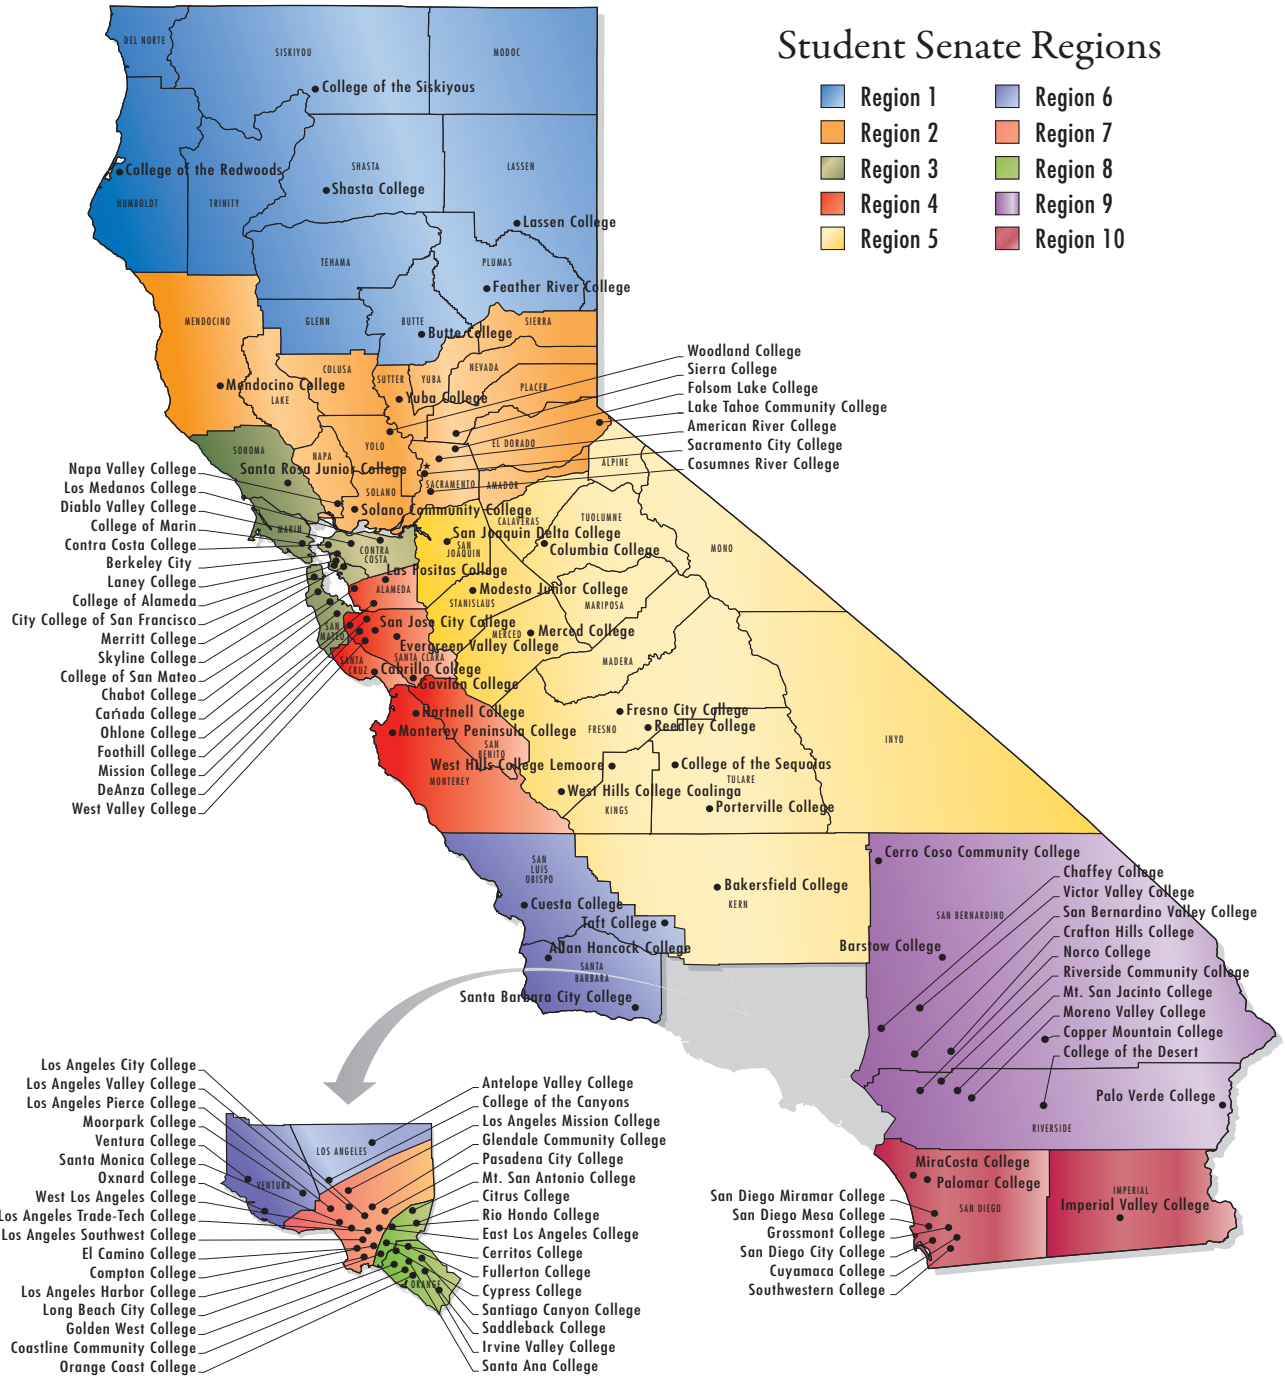 Student Senate Regions
Region 1
Region 2
Region 3
Region 4
Region 5
Region 6
Region 7
Region 8
Region 9
Region 10
DEL NORTE
SISKIYOU
MODOC
College of the Siskiyous
College of the Redwoods
HUMBOLDT
TRINITY
SHASTA
Shasta College
LASSEN
Lassen College
TEHAMA
PLUMAS
Feather River College
GLENN
BUTTE
Butte College
SIERRA
MENDOCINO
Mendocino College
LAKE
COLUSA
SUTTER
YUBA
Yuba College
NEVADA
PLACER
EL DORADO
YOLO
NAPA
SONOMA
Santa Rosa Junior College
SOLANO
Solano Community College
SACRAMENTO
AMADOR
ALPINE
Woodland College
Sierra College
Folsom Lake College
Lake Tahoe Community College
American River College
Sacramento City College
Cosumnes River College
Napa Valley College
Los Medanos College
Diablo Valley College
College of Marin
Contra Costa College
Berkeley City
Laney College
College of Alameda
City College of San Francisco
Merritt College
Skyline College
College of San Mateo
Chabot College
Cañada College
Ohlone College
Foothill College
Mission College
DeAnza College
West Valley College
MARIN
CONTRA
COSTA
Las Positas College
ALAMEDA
SAN
MATEO
San Jose City College
Evergreen Valley College
SANTA CLARA
SANTA
CRUZ
Cabrillo College
Gavilan College
Hartnell College
Monterey Peninsula College
SAN
BENITO
MONTEREY
CALAVERAS
TUOLUMNE
San Joaquin Delta College
SAN
JOAQUIN
Columbia College
MONO
Modesto Junior College
STANISLAUS
MARIPOSA
MERCED
Merced College
MADERA
Fresno City College
FRESNO
Reedley College
West Hills College Lemoore
College of the Sequoias
TULARE
West Hills College Coalinga
KINGS
Porterville College
INYO
Bakersfield College
KERN
SAN
LUIS
OBISPO
Cuesta College
Taft College
Allan Hancock College
SANTA
BARBARA
Santa Barbara City College
Cerro Coso Community College
SAN BERNARDINO
Barstow College
Chaffey College
Victor Valley College
San Bernardino Valley College
Crafton Hills College
Norco College
Riverside Community College
Mt. San Jacinto College
Moreno Valley College
Copper Mountain College
College of the Desert
Palo Verde College
RIVERSIDE
MiraCosta College
Palomar College
SAN DIEGO
IMPERIAL
Imperial Valley College
San Diego Miramar College
San Diego Mesa College
Grossmont College
San Diego City College
Cuyamaca College
Southwestern College
Los Angeles City College
Los Angeles Valley College
Los Angeles Pierce College
Moorpark College
Ventura College
Santa Monica College
Oxnard College
West Los Angeles College
Los Angeles Trade-Tech College
Los Angeles Southwest College
El Camino College
Compton College
Los Angeles Harbor College
Long Beach City College
Golden West College
Coastline Community College
Orange Coast College
LOS ANGELES
VENTURA
ORANGE
Antelope Valley College
College of the Canyons
Los Angeles Mission College
Glendale Community College
Pasadena City College
Mt. San Antonio College
Citrus College
Rio Hondo College
East Los Angeles College
Cerritos College
Fullerton College
Cypress College
Santiago Canyon College
Saddleback College
Irvine Valley College
Santa Ana College